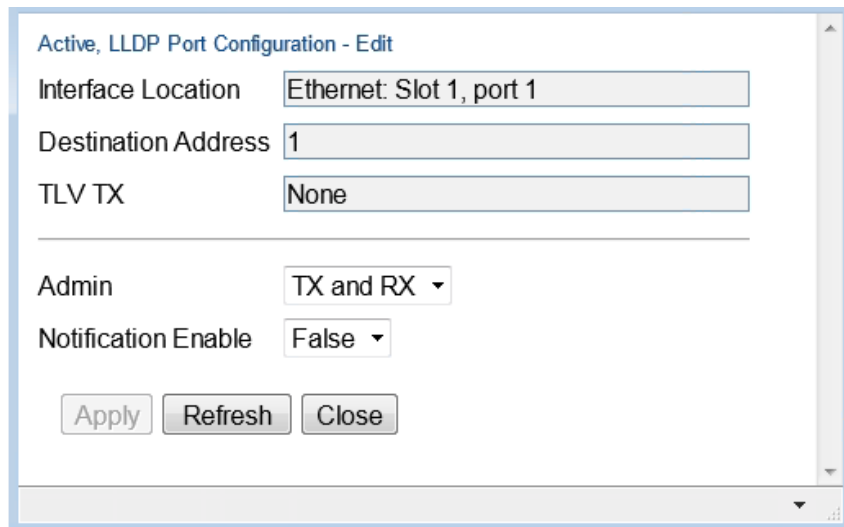 Active, LLDP Port Configuration - Edit
Interface Location Ethernet: Slot 1, port 1
Destination Address 1
TLV TX None
Admin TX and RX
Notification Enable False
Apply Refresh Close